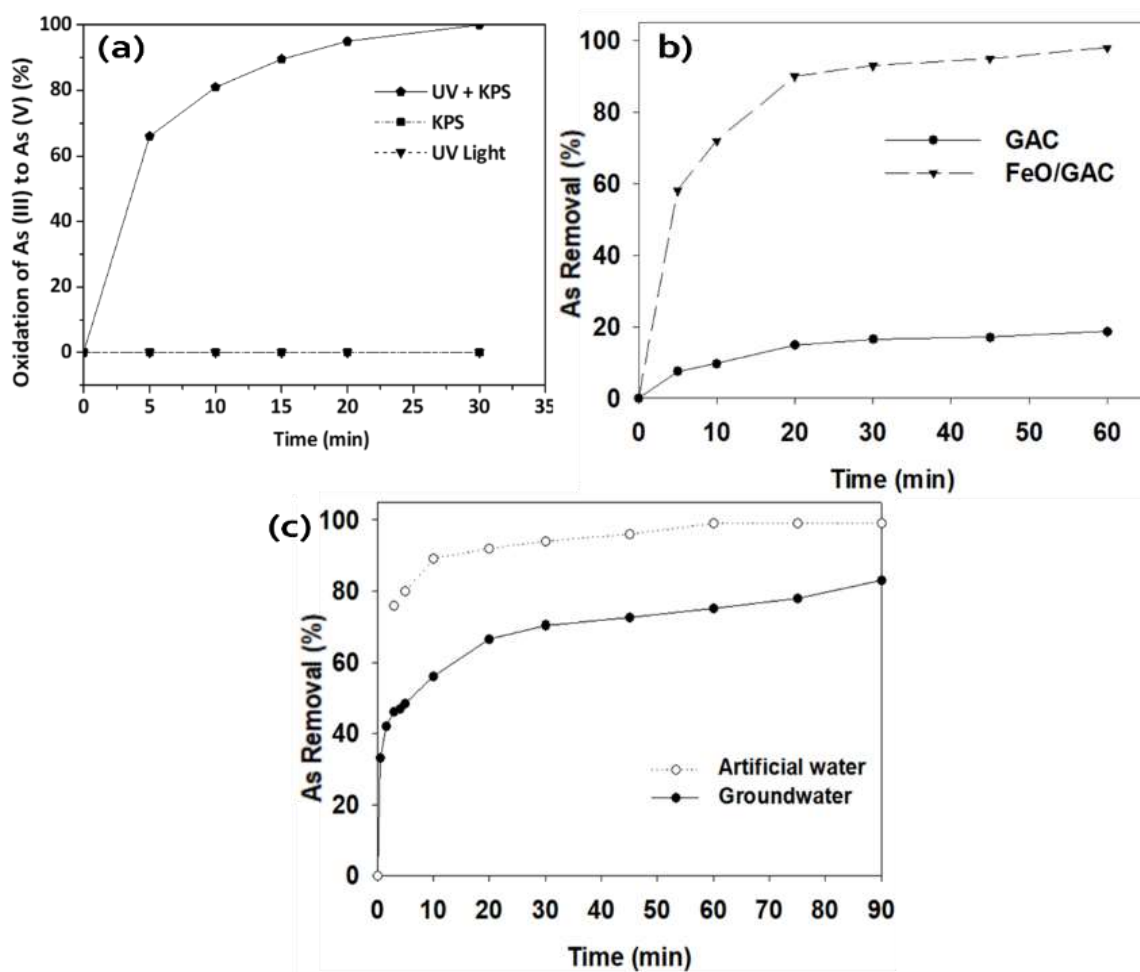 (a)
Oxidation of As (III) to As (V) (%)
100
80
60
40
20
0
UV + KPS
KPS
UV Light
0 5 10 15 20 25 30 35
Time (min)
b)
As Removal (%)
100
80
60
40
20
0
GAC
FeO/GAC
0 10 20 30 40 50 60
Time (min)
(c)
As Removal (%)
100
80
60
40
20
0
Artificial water
Groundwater
0 10 20 30 40 50 60 70 80 90
Time (min)